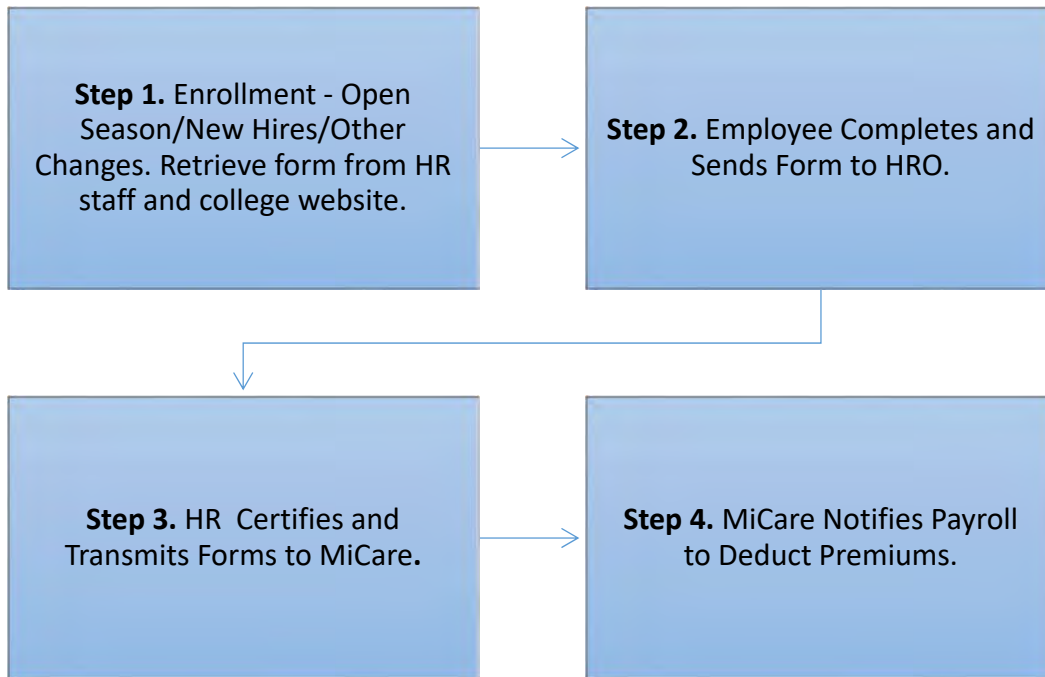 Step 1. Enrollment - Open
Season/New Hires/Other
Changes. Retrieve form from HR
staff and college website.
Step 2. Employee Completes and
Sends Form to HRO.
Step 3. HR  Certifies and
Transmits Forms to MiCare.
Step 4. MiCare Notifies Payroll
to Deduct Premiums.